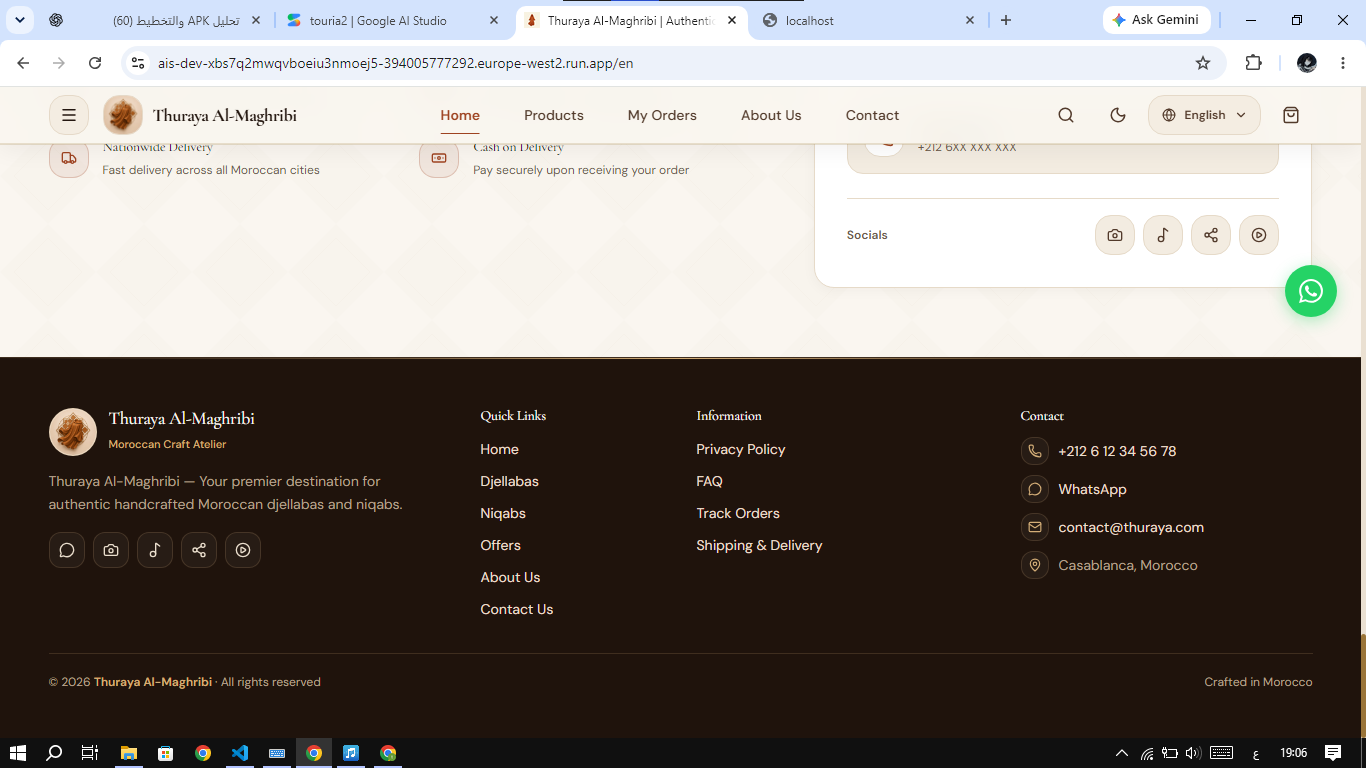 تحليل APK والتخطيط (60)
touria2 | Google AI Studio
Thuraya Al-Maghribi | Authentic
localhost
Ask Gemini
ais-dev-xbs7q2mwqvboeiu3nmoej5-394005777292.europe-west2.run.app/en
Thuraya Al-Maghribi
Home
Products
My Orders
About Us
Contact
English
Nationwide Delivery
Fast delivery across all Moroccan cities
Cash on Delivery
Pay securely upon receiving your order
+212 6XX XXX XXX
Socials
Thuraya Al-Maghribi
Moroccan Craft Atelier
Thuraya Al-Maghribi — Your premier destination for
authentic handcrafted Moroccan djellabas and niqabs.
Quick Links
Home
Djellabas
Niqabs
Offers
About Us
Contact Us
Information
Privacy Policy
FAQ
Track Orders
Shipping & Delivery
Contact
+212 6 12 34 56 78
WhatsApp
contact@thuraya.com
Casablanca, Morocco
© 2026 Thuraya Al-Maghribi · All rights reserved
Crafted in Morocco
ع
19:06